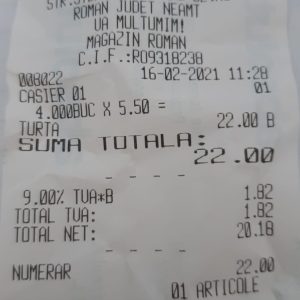 ROMAN JUDET NEAMT
VA MULTUMIM!
MAGAZIN ROMAN
C.I.F.:RO9318238
008022 16-02-2021 11:28
CASIER 01 01
4.000BUC X 5.50 =
TURTA 22.00 B
SUMA TOTALA:
22.00
- - - -
9.00% TVA*B 1.82
TOTAL TVA: 1.82
TOTAL NET: 20.18
- - - -
NUMERAR 22.00
01 ARTICOLE